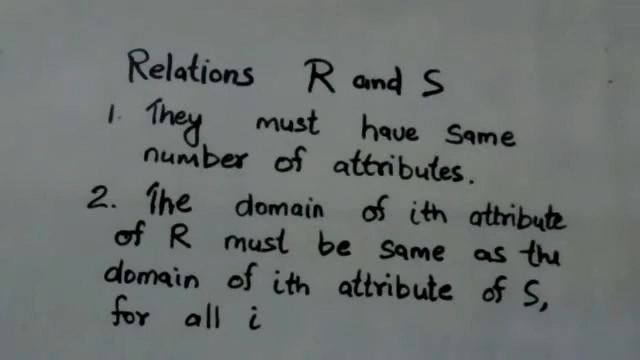 Relations R and S
1. They must have same
number of attributes.
2. The domain of ith attribute
of R must be same as the
domain of ith attribute of S,
for all i